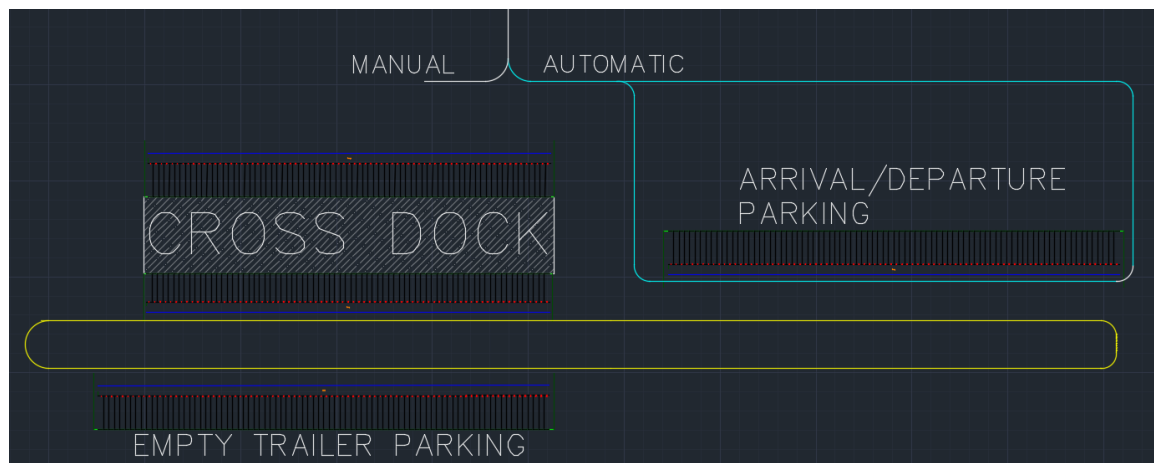 MANUAL
AUTOMATIC
ARRIVAL/DEPARTURE
PARKING
CROSS DOCK
EMPTY TRAILER PARKING